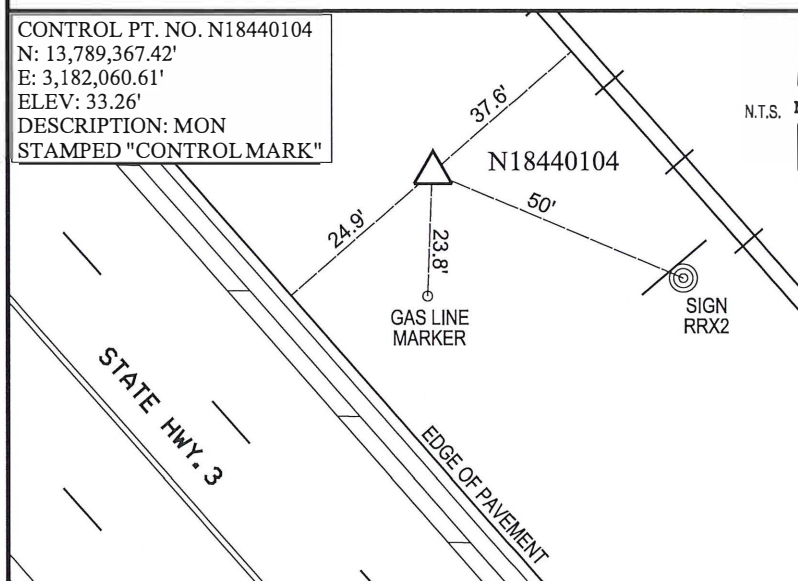 CONTROL PT. NO. N18440104
N: 13,789,367.42'
E: 3,182,060.61'
ELEV: 33.26'
DESCRIPTION: MON
STAMPED "CONTROL MARK"
N.T.S.
37.6'
N18440104
50'
24.9'
23.8'
GAS LINE
MARKER
SIGN
RRX2
STATE HWY. 3
EDGE OF PAVEMENT